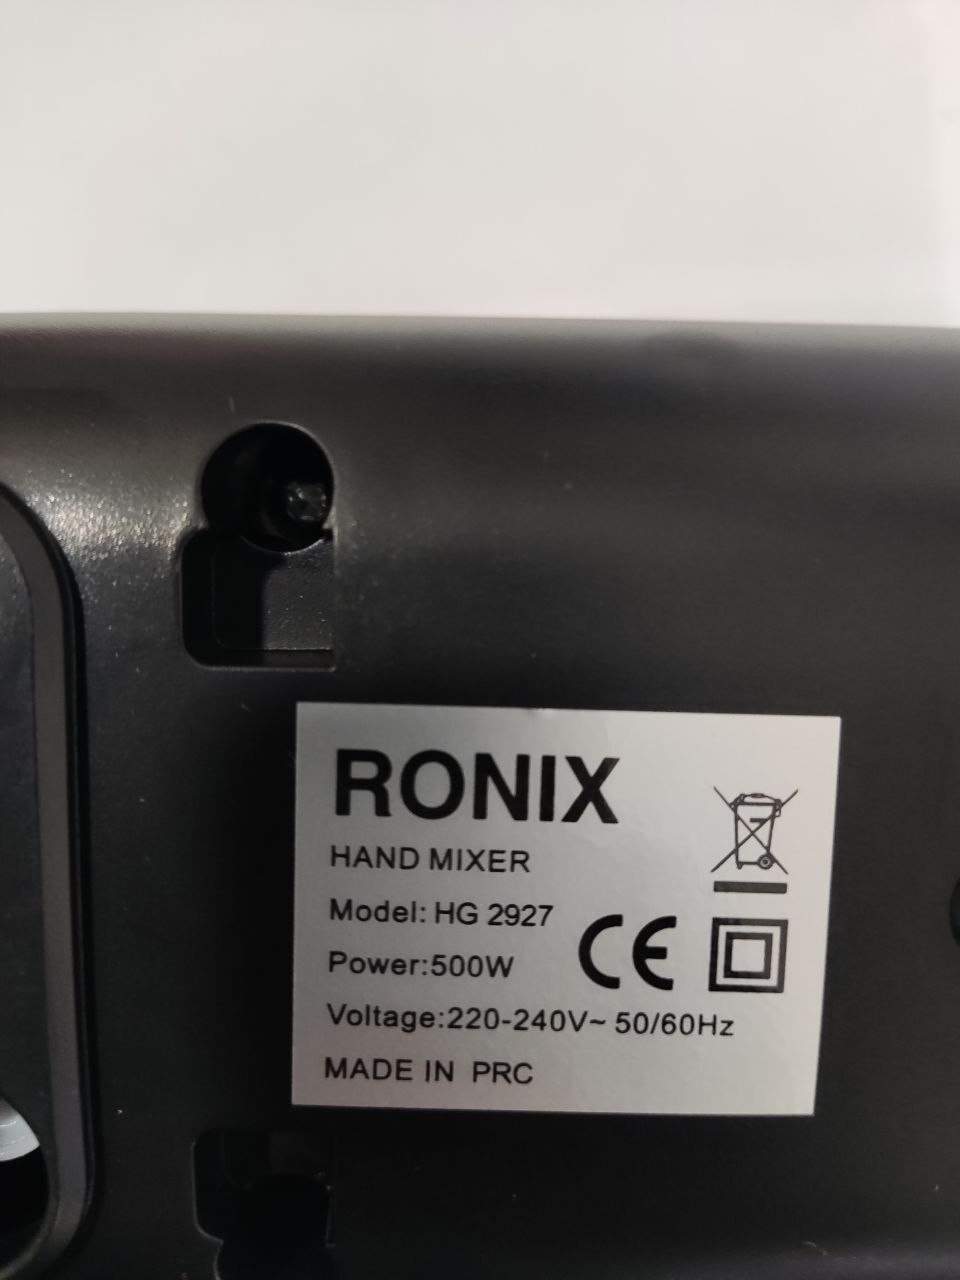 RONIX
HAND MIXER
Model: HG 2927
Power:500W
CE
Voltage:220-240V~ 50/60Hz
MADE IN PRC